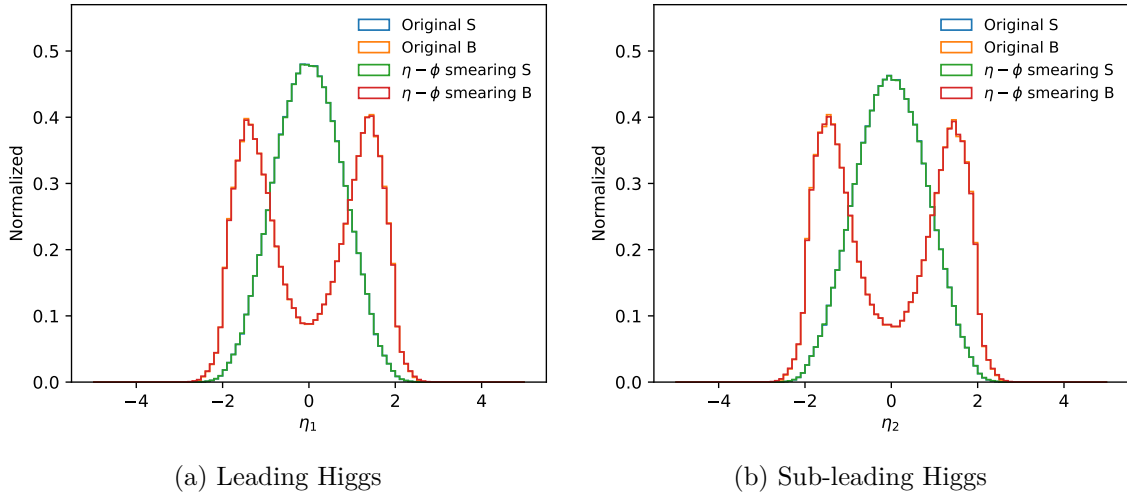 Original S
Original B
η − ϕ smearing S
η − ϕ smearing B
0.5
0.4
0.3
0.2
0.1
0.0
Normalized
−4 −2 0 2 4
η1
(a) Leading Higgs
Original S
Original B
η − ϕ smearing S
η − ϕ smearing B
0.5
0.4
0.3
0.2
0.1
0.0
Normalized
−4 −2 0 2 4
η2
(b) Sub-leading Higgs